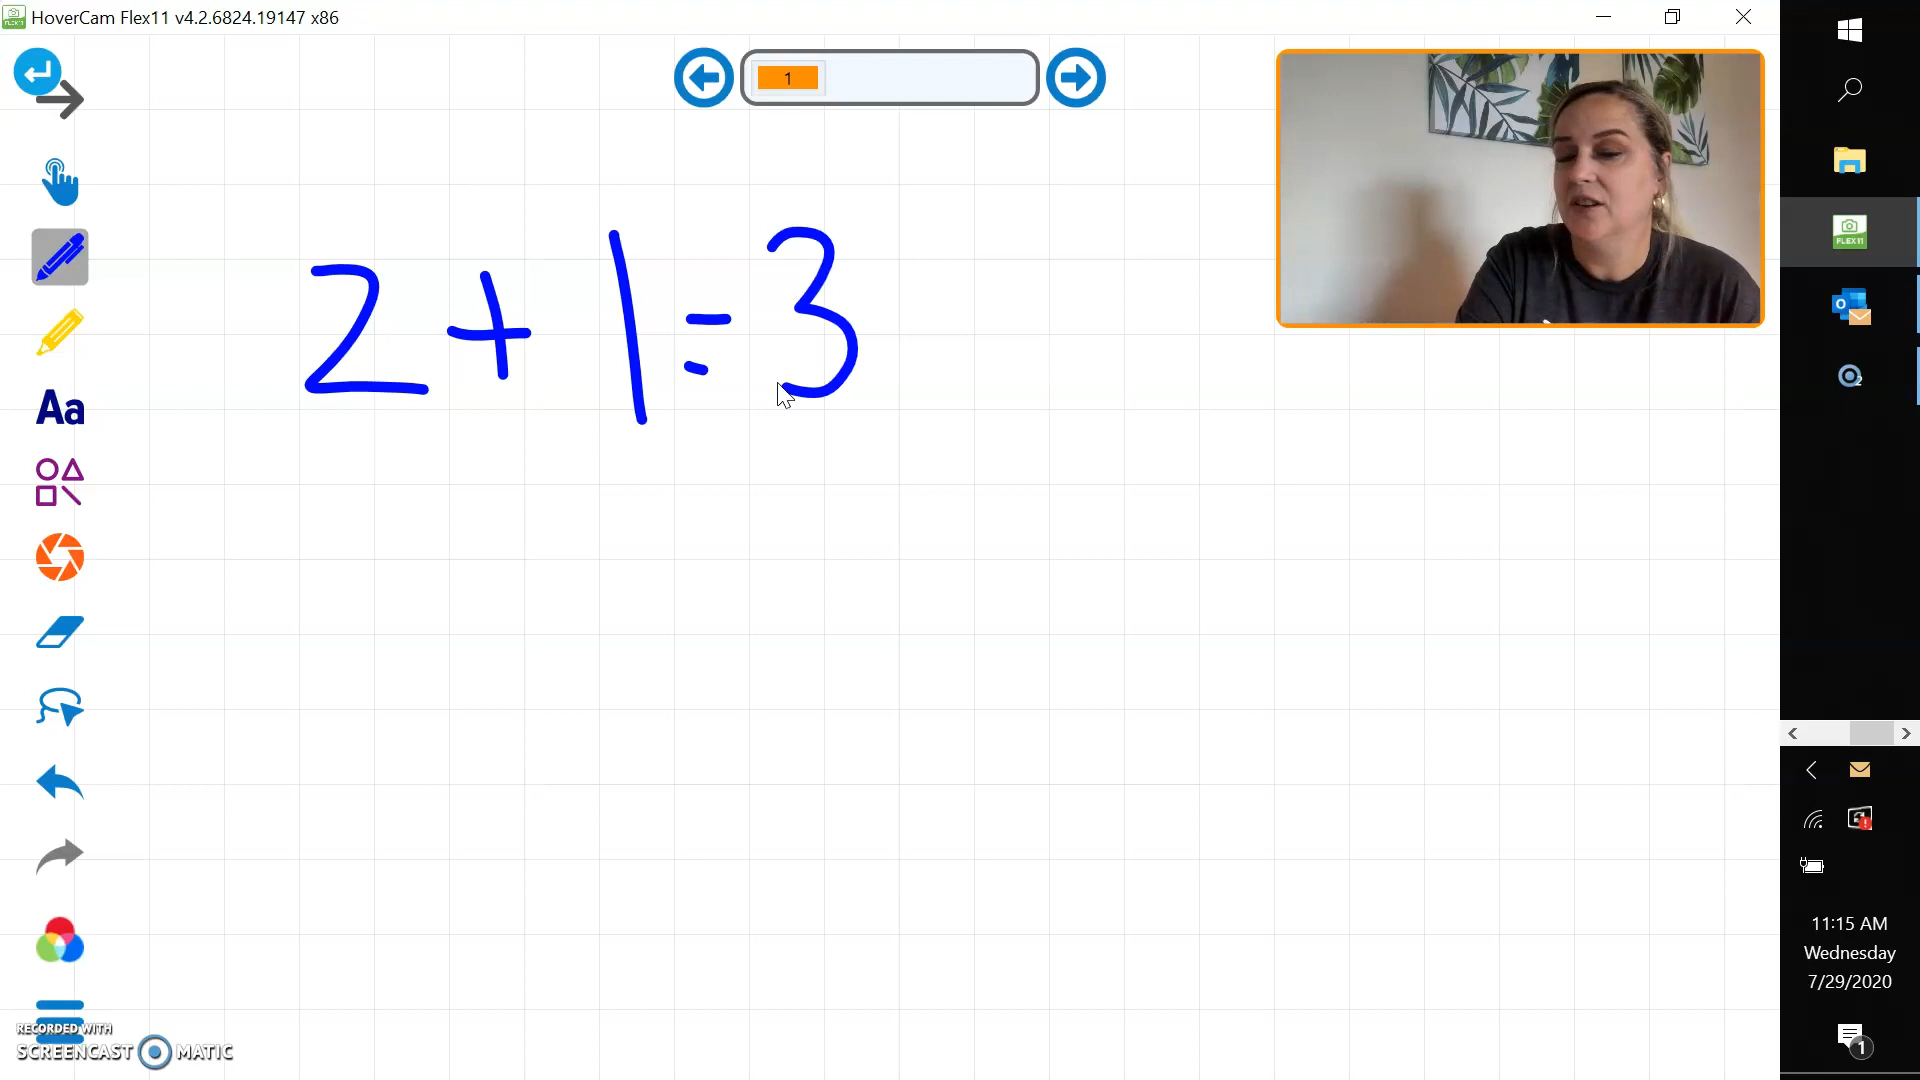 HoverCam Flex11 v4.2.6824.19147 x86
1
2 + 1 = 3
Aa
FLEX11
11:15 AM
Wednesday
7/29/2020
1
RECORDED WITH
SCREENCAST MATIC